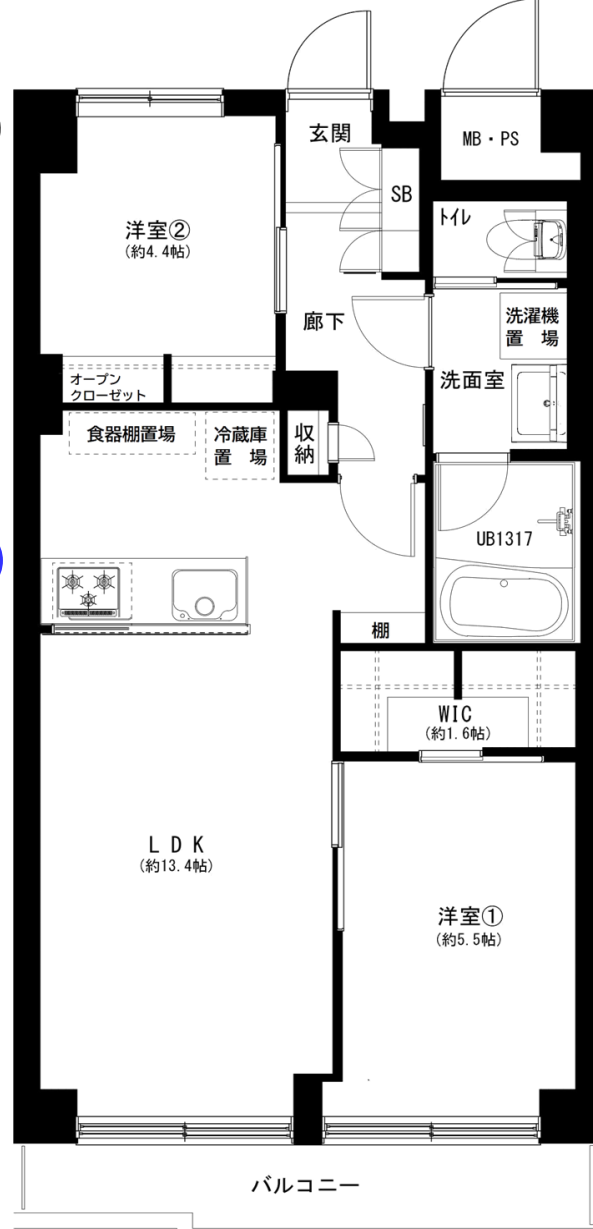 玄関
MB・PS
SB
トイレ
洋室②
(約4.4帖)
廊下
洗濯機
置場
洗面室
オープン
クローゼット
食器棚置場
冷蔵庫
置場
収
納
UB1317
棚
WIC
(約1.6帖)
LDK
(約13.4帖)
洋室①
(約5.5帖)
バルコニー